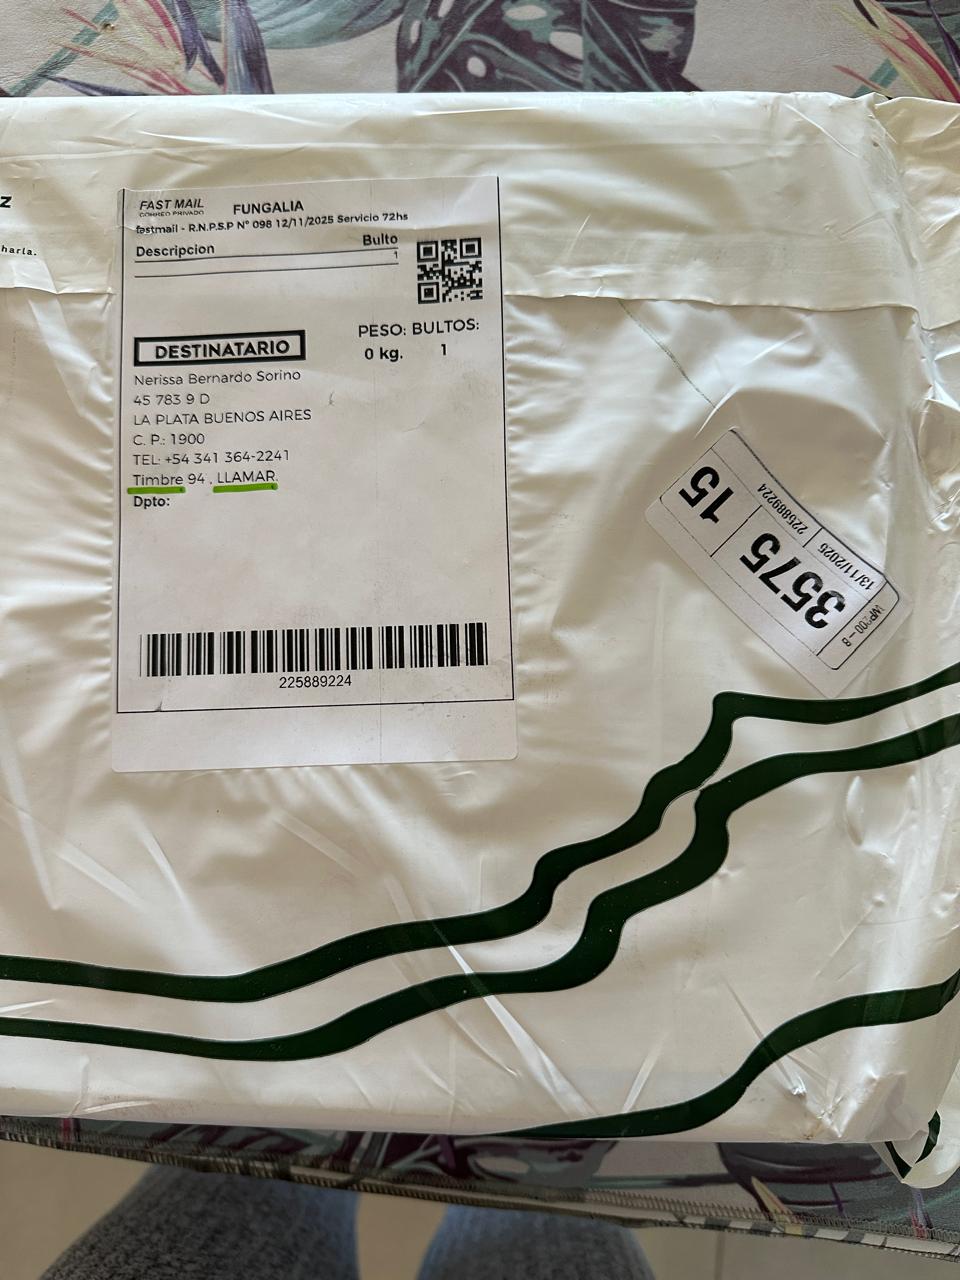 z
harla.
FAST MAIL
CORREO PRIVADO
FUNGALIA
fastmail - R.N.P.S.P Nº 098 12/11/2025 Servicio 72hs
Descripcion Bulto
1
PESO: BULTOS:
0 kg. 1
DESTINATARIO
Nerissa Bernardo Sorino
45 783 9 D
LA PLATA BUENOS AIRES
C. P.: 1900
TEL: +54 341 364-2241
Timbre 94 , LLAMAR.
Dpto:
225889224
13/11/2025 225889224
3575 15